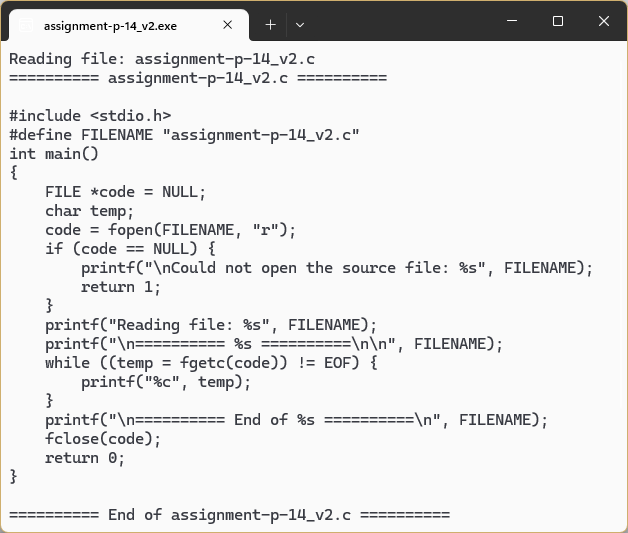 assignment-p-14_v2.exe
Reading file: assignment-p-14_v2.c
========== assignment-p-14_v2.c ==========
#include <stdio.h>
#define FILENAME "assignment-p-14_v2.c"
int main()
{
    FILE *code = NULL;
    char temp;
    code = fopen(FILENAME, "r");
    if (code == NULL) {
        printf("\nCould not open the source file: %s", FILENAME);
        return 1;
    }
    printf("Reading file: %s", FILENAME);
    printf("\n========== %s ==========\n\n", FILENAME);
    while ((temp = fgetc(code)) != EOF) {
        printf("%c", temp);
    }
    printf("\n========== End of %s ==========\n", FILENAME);
    fclose(code);
    return 0;
}
========== End of assignment-p-14_v2.c ==========